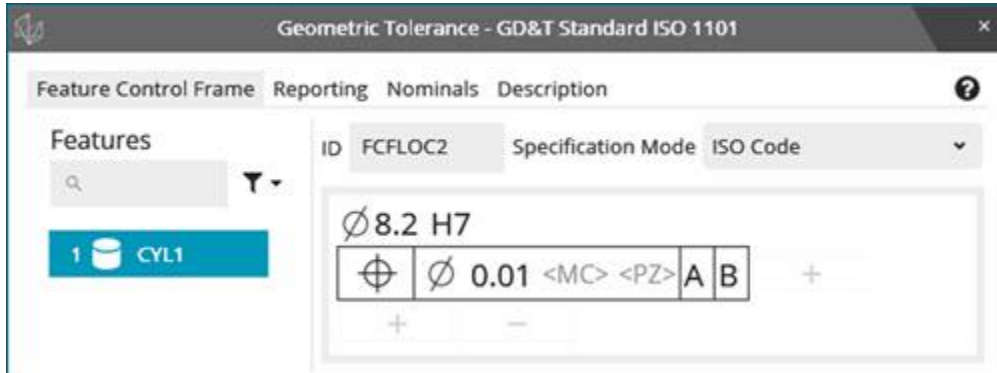 Geometric Tolerance - GD&T Standard ISO 1101
Feature Control Frame Reporting Nominals Description
Features
ID FCFLOC2 Specification Mode ISO Code
⌀8.2 H7
1 CYL1
⌖ ⌀ 0.01 <MC> <PZ> A B +
+ −